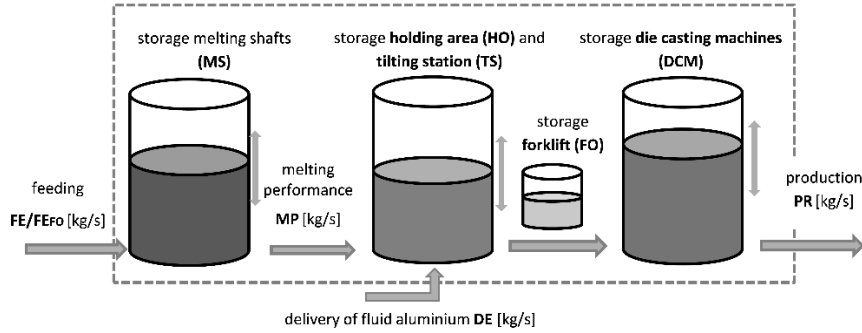 storage melting shafts
(MS)
storage holding area (HO) and
tilting station (TS)
storage die casting machines
(DCM)
storage
forklift (FO)
feeding
FE/FEFO [kg/s]
melting
performance
MP [kg/s]
production
PR [kg/s]
delivery of fluid aluminium DE [kg/s]